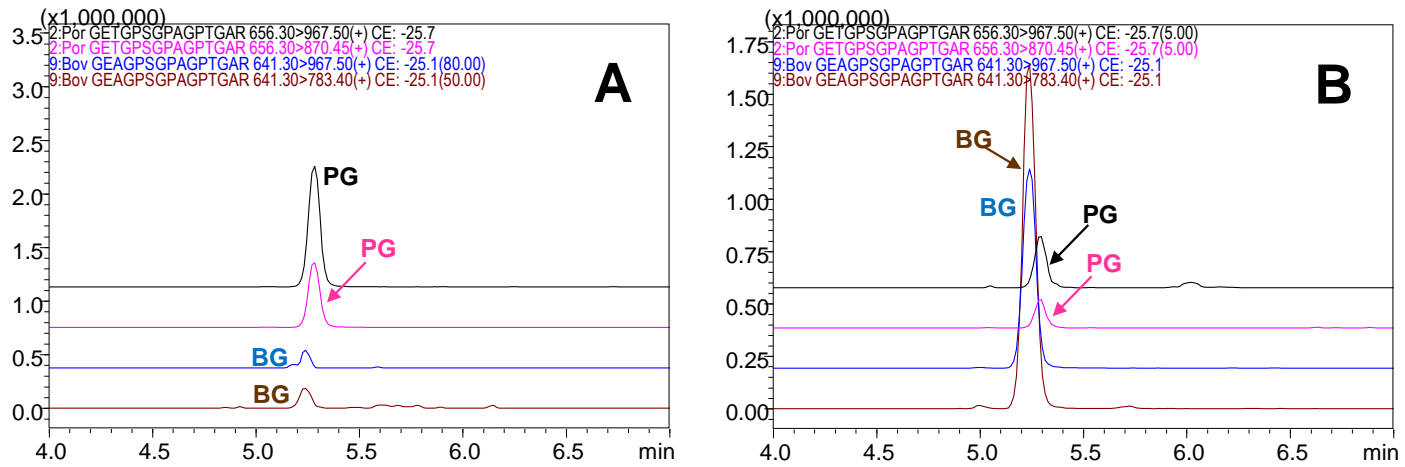 (x1,000,000)
2:Por GETGPSGPAGPTGAR 656.30>967.50(+) CE: -25.7
2:Por GETGPSGPAGPTGAR 656.30>870.45(+) CE: -25.7
9:Bov GEAGPSGPAGPTGAR 641.30>967.50(+) CE: -25.1(80.00)
9:Bov GEAGPSGPAGPTGAR 641.30>783.40(+) CE: -25.1(50.00)
A
3.5
3.0
2.5
2.0
1.5
1.0
0.5
0.0
PG
PG
BG
BG
4.0 4.5 5.0 5.5 6.0 6.5 min
(x1,000,000)
2:Por GETGPSGPAGPTGAR 656.30>967.50(+) CE: -25.7(5.00)
2:Por GETGPSGPAGPTGAR 656.30>870.45(+) CE: -25.7(5.00)
9:Bov GEAGPSGPAGPTGAR 641.30>967.50(+) CE: -25.1
9:Bov GEAGPSGPAGPTGAR 641.30>783.40(+) CE: -25.1
B
1.75
1.50
1.25
1.00
0.75
0.50
0.25
0.00
BG
BG
PG
PG
4.0 4.5 5.0 5.5 6.0 6.5 min